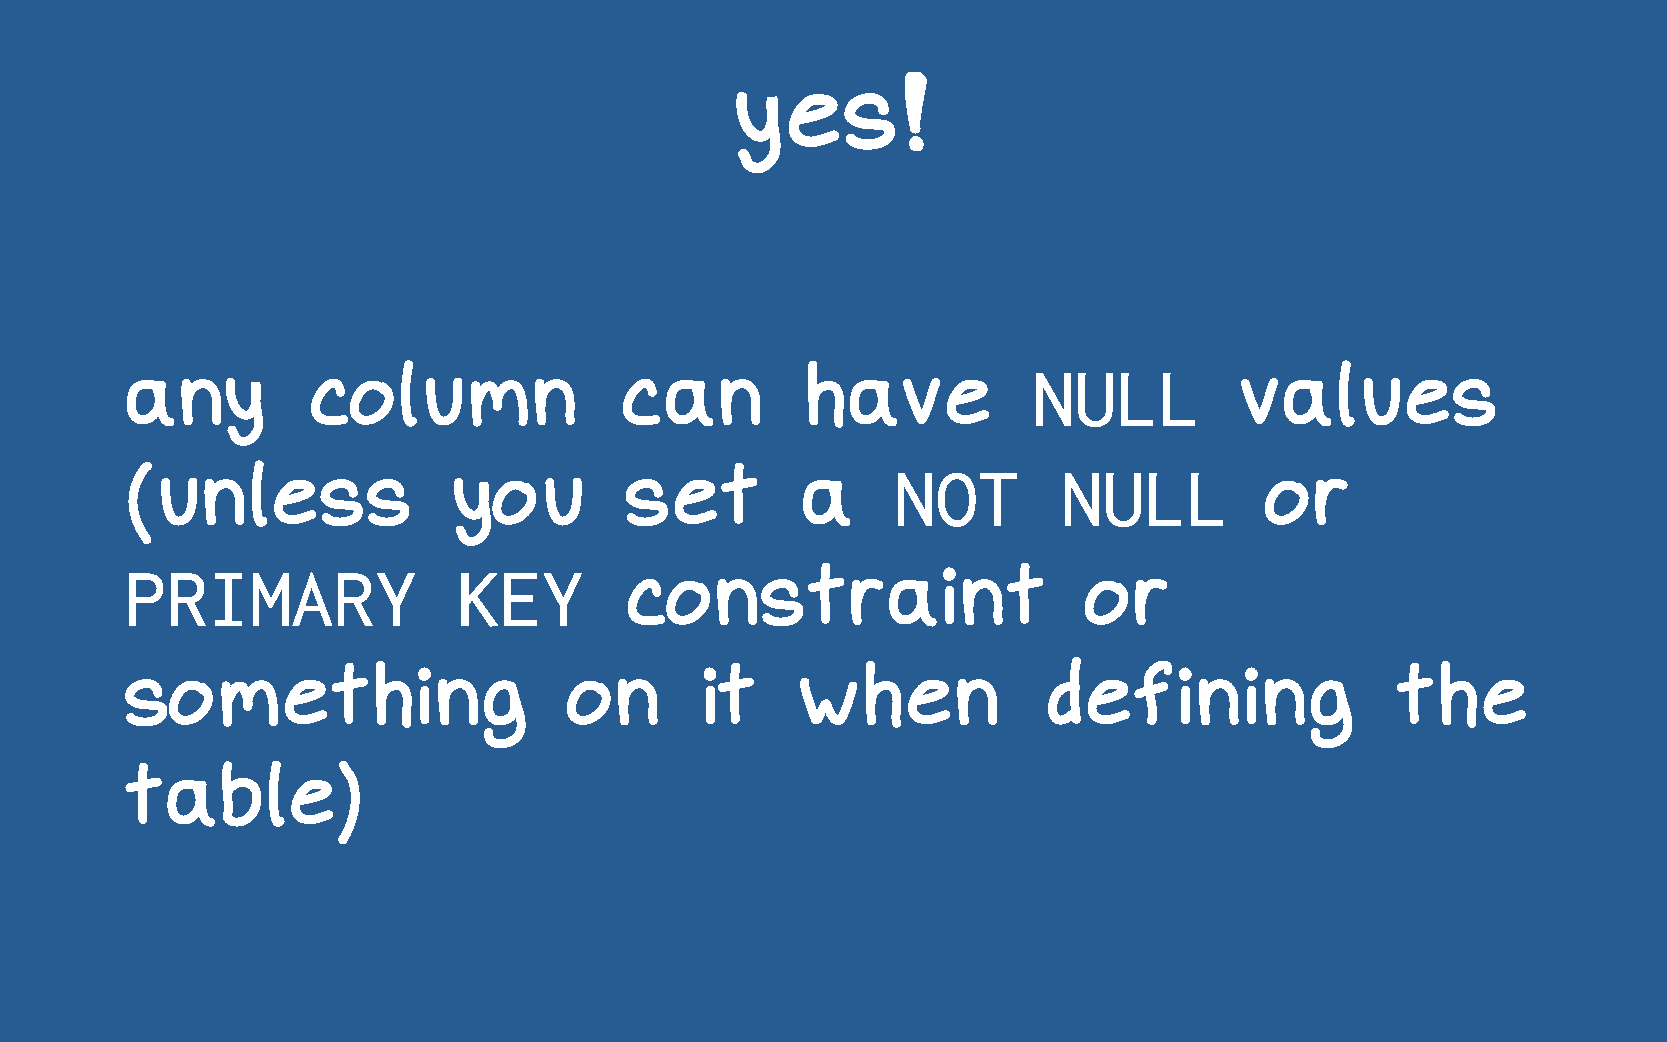 yes!
any column can have NULL values
(unless you set a NOT NULL or
PRIMARY KEY constraint or
something on it when defining the
table)